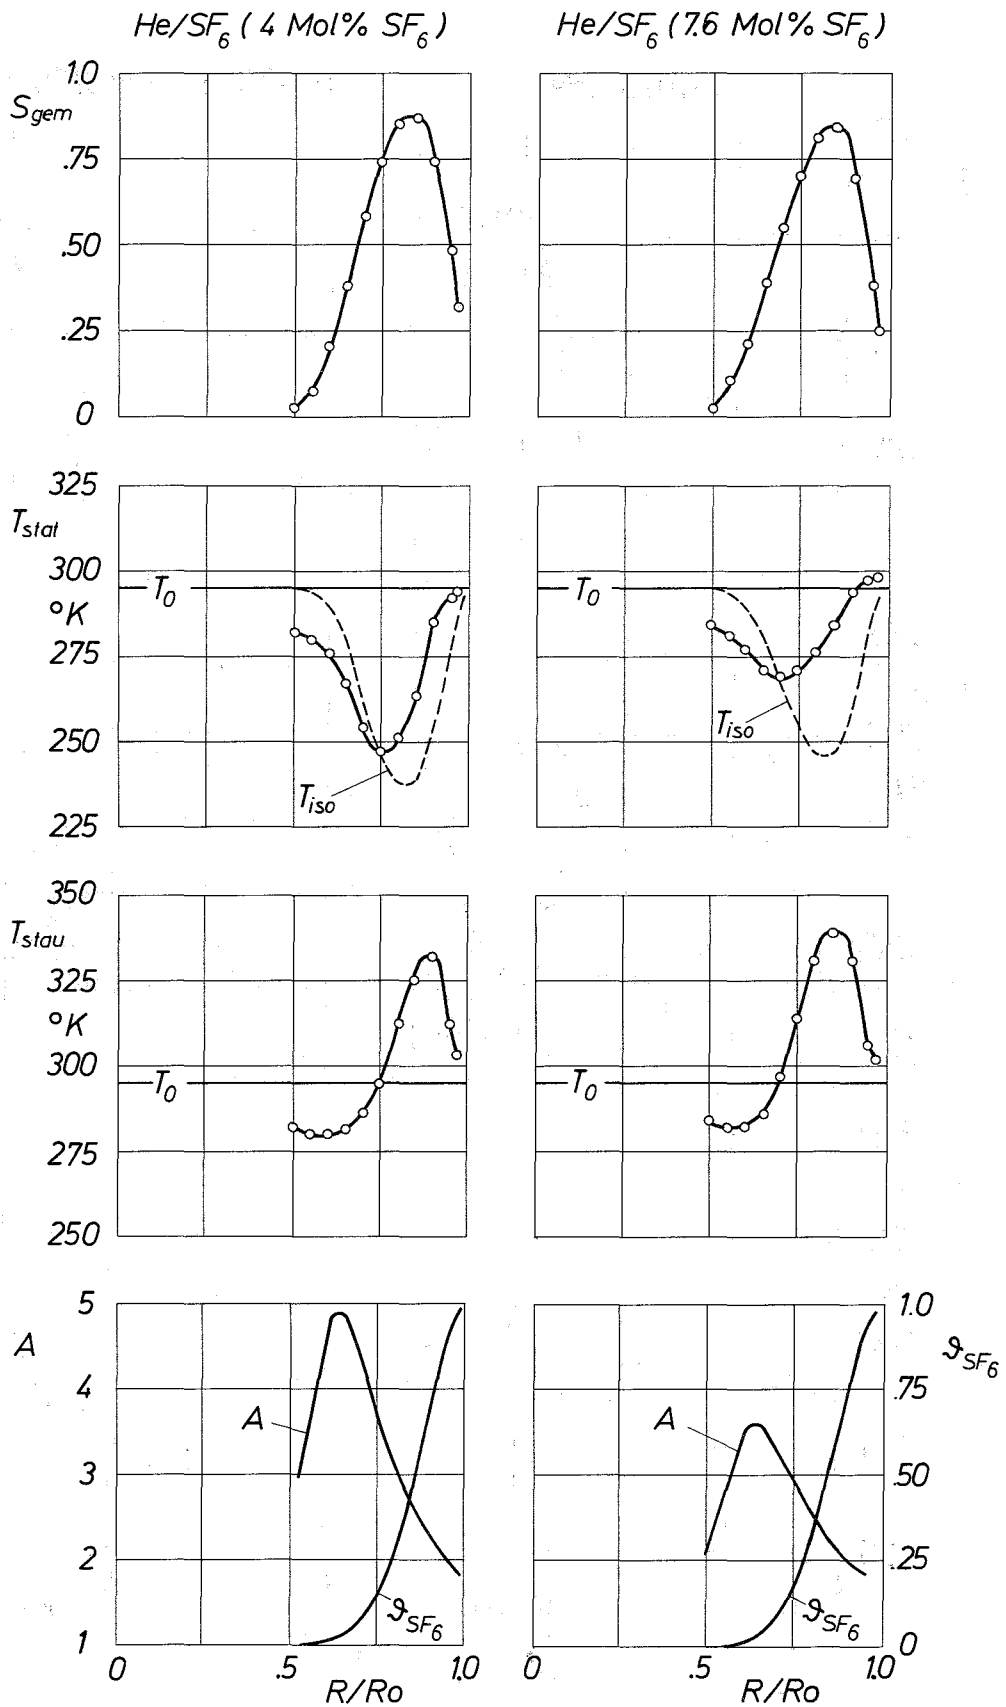 He/SF6 (4 Mol% SF6)
He/SF6 (7.6 Mol% SF6)
Sgem
1.0
.75
.50
.25
0
325
Tstat
300
T0
°K
275
250
225
Tiso
T0
Tiso
350
Tstau
325
°K
300
T0
275
250
T0
5
A
4
3
2
1
A
ϑSF6
0
.5
1.0
R/Ro
A
ϑSF6
1.0
ϑSF6
.75
.50
.25
0
0
.5
1.0
R/Ro